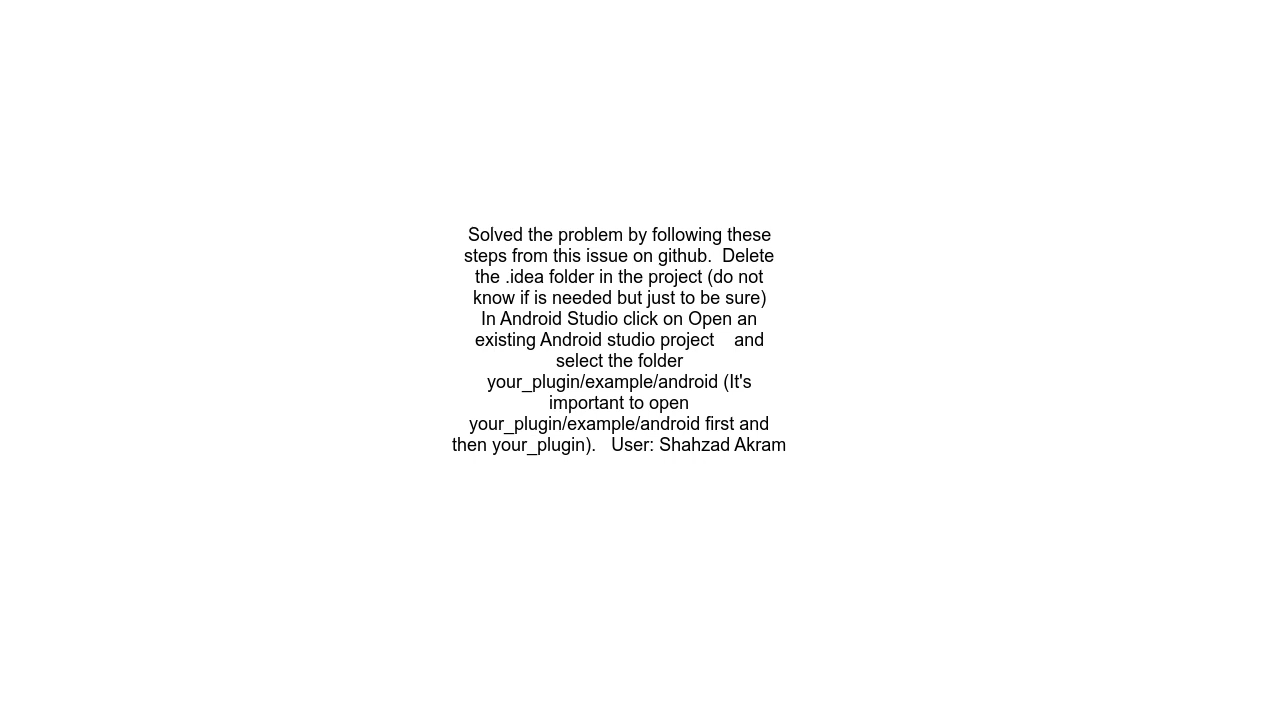 Solved the problem by following these
steps from this issue on github.  Delete
the .idea folder in the project (do not
know if is needed but just to be sure)
In Android Studio click on Open an
existing Android studio project    and
select the folder
your_plugin/example/android (It's
important to open
your_plugin/example/android first and
then your_plugin).   User: Shahzad Akram